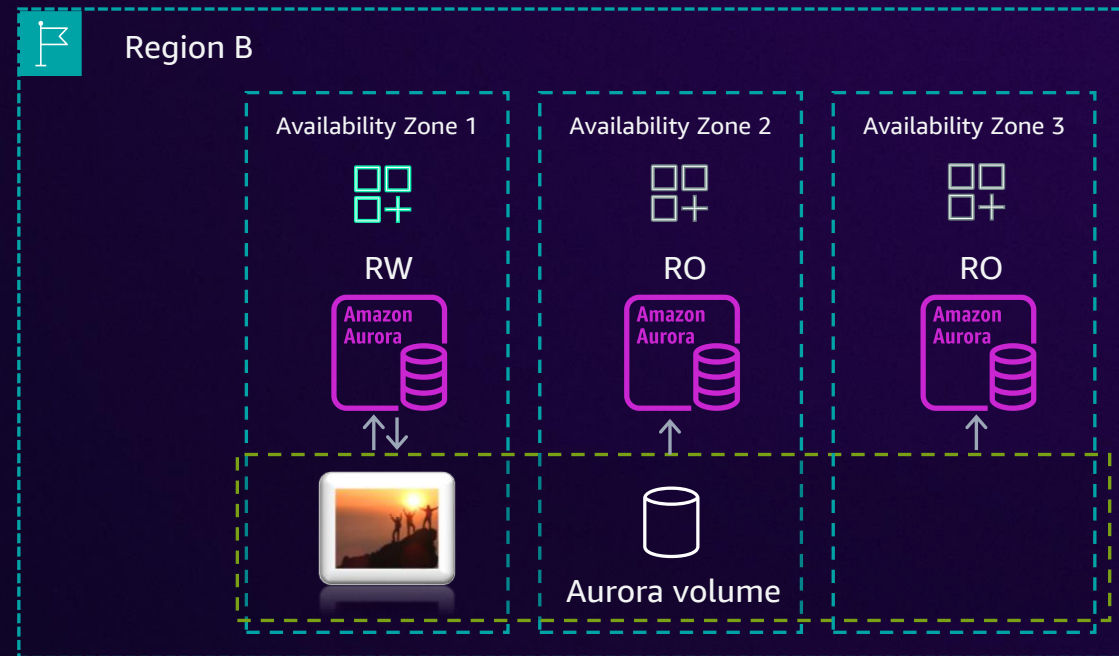 Region B
Availability Zone 1
Availability Zone 2
Availability Zone 3
RW
RO
RO
Amazon
Aurora
Amazon
Aurora
Amazon
Aurora
Aurora volume